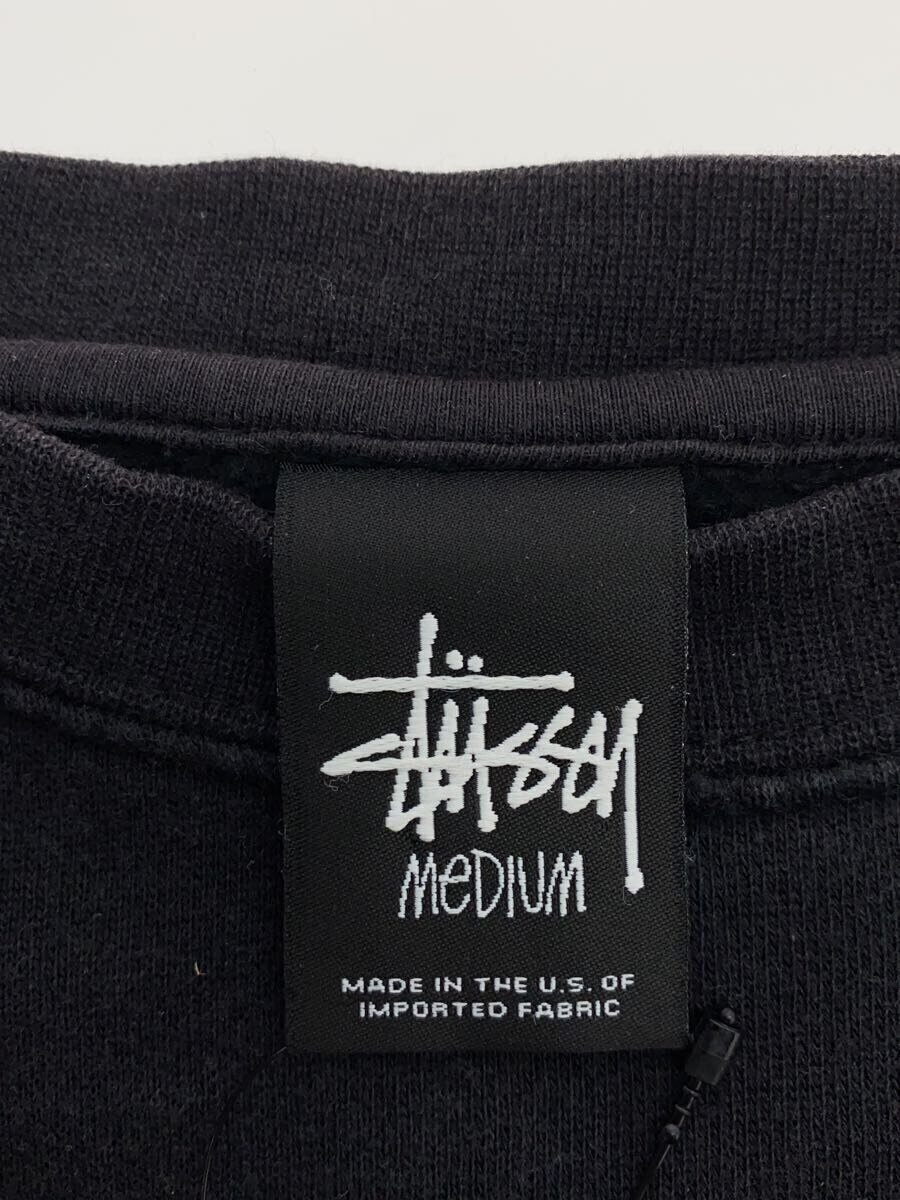 Stüssy
MeDIUM
MADE IN THE U.S. OF
IMPORTED FABRIC